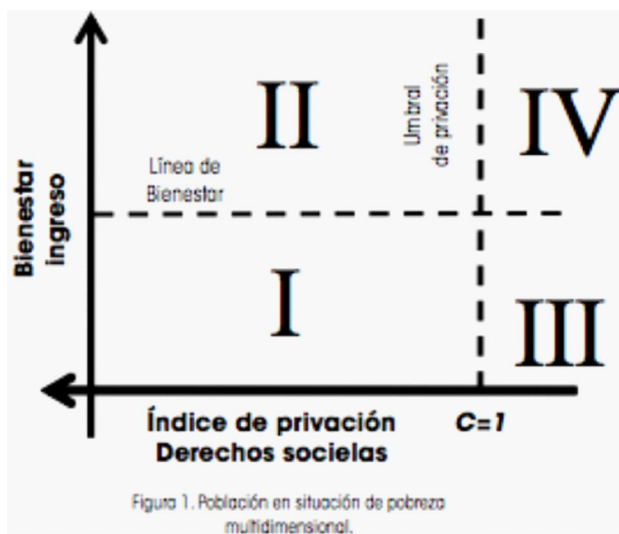 II
IV
Umbral
de privación
Línea de
Bienestar
Bienestar
ingreso
I
III
Índice de privación
Derechos socielas
C=1
Figura 1. Población en situación de pobreza
multidimensional.